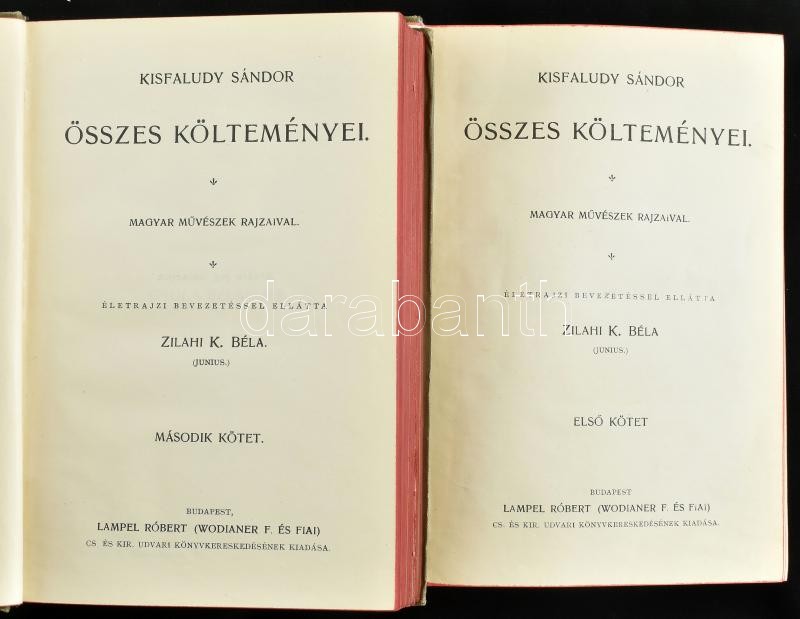 KISFALUDY SÁNDOR
ÖSSZES KÖLTEMÉNYEI.
MAGYAR MŰVÉSZEK RAJZAIVAL.
ÉLETRAJZI BEVEZETÉSSEL ELLÁTTA
ZILAHI K. BÉLA.
(JUNIUS.)
MÁSODIK KÖTET.
BUDAPEST,
LAMPEL RÓBERT (WODIANER F. ÉS FIAI)
CS. ÉS KIR. UDVARI KÖNYVKERESKEDÉSÉNEK KIADÁSA.
KISFALUDY SÁNDOR
ÖSSZES KÖLTEMÉNYEI.
MAGYAR MŰVÉSZEK RAJZAIVAL.
ÉLETRAJZI BEVEZETÉSSEL ELLÁTTA
ZILAHI K. BÉLA
(JUNIUS.)
ELSŐ KÖTET
BUDAPEST
LAMPEL RÓBERT (WODIANER F. ÉS FIAI)
CS. ÉS KIR. UDVARI KÖNYVKERESKEDÉSÉNEK KIADÁSA.
darabanth